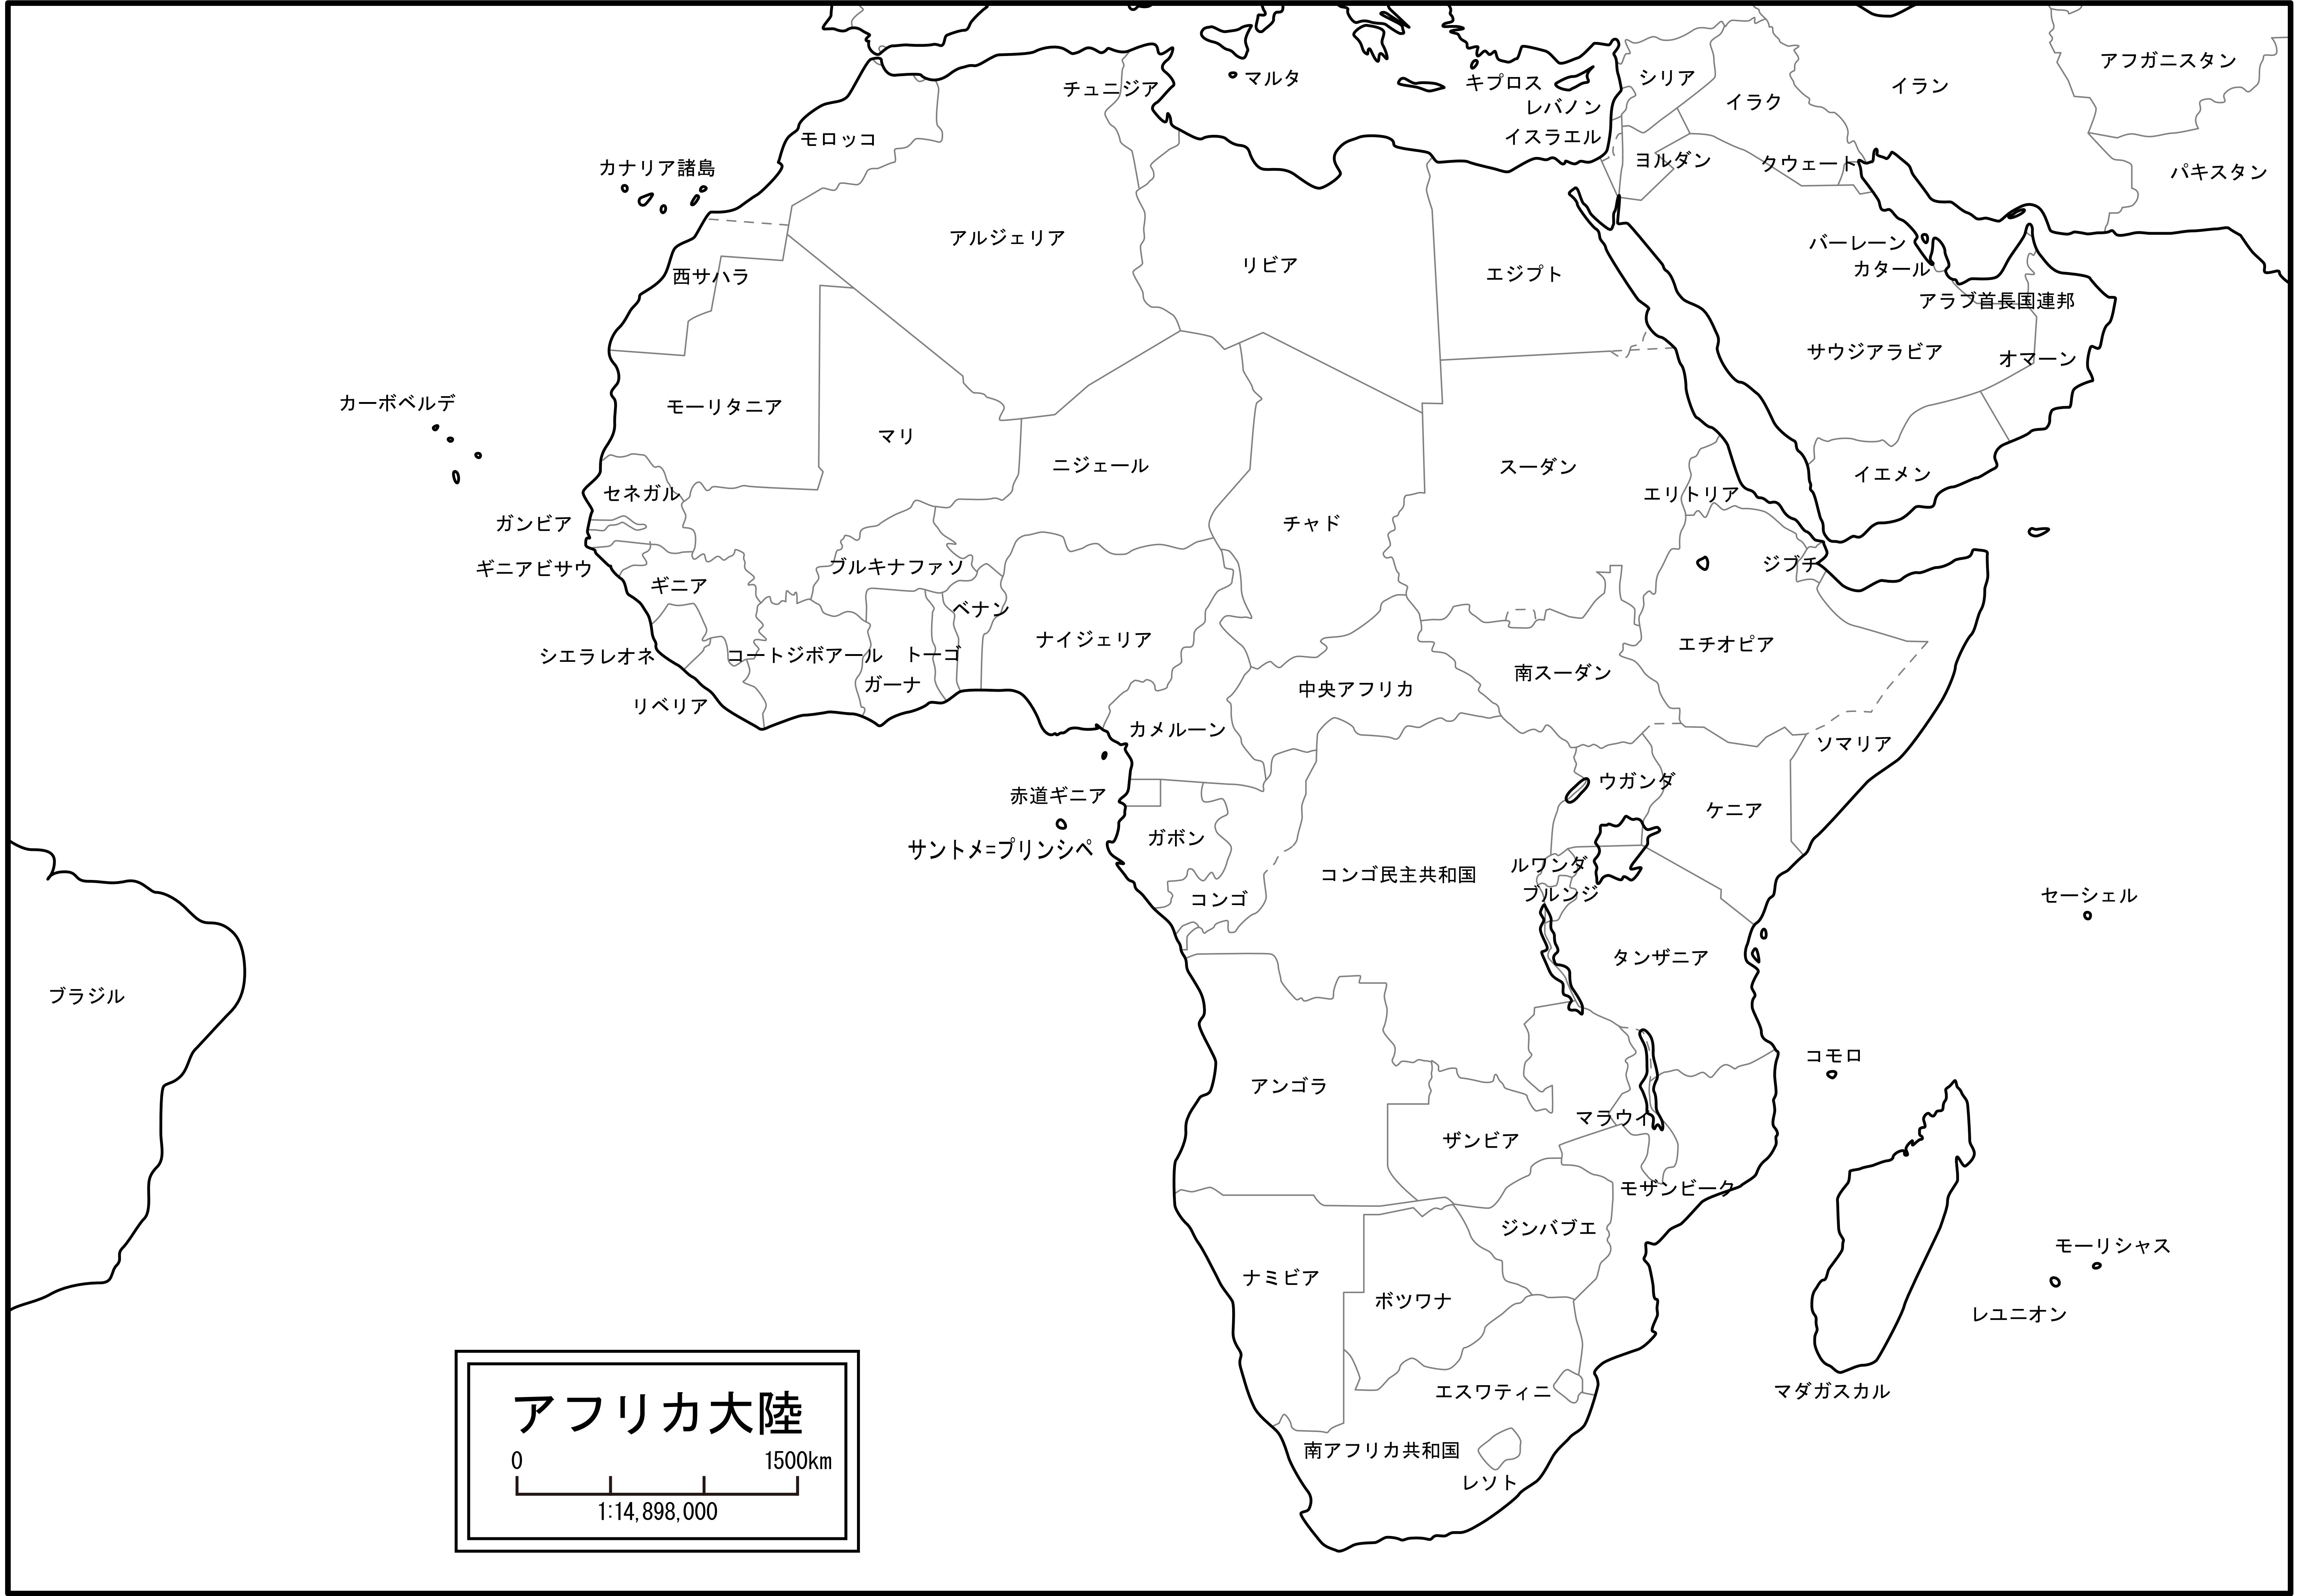 チュニジア
マルタ
キプロス
シリア
イラン
アフガニスタン
レバノン
イラク
モロッコ
イスラエル
ヨルダン
クウェート
パキスタン
カナリア諸島
アルジェリア
リビア
エジプト
バーレーン
カタール
西サハラ
アラブ首長国連邦
サウジアラビア
オマーン
カーボベルデ
モーリタニア
マリ
ニジェール
スーダン
イエメン
セネガル
エリトリア
ガンビア
チャド
ギニアビサウ
ギニア
ブルキナファソ
ジブチ
ベナン
ナイジェリア
エチオピア
シエラレオネ
コートジボアール
トーゴ
ガーナ
中央アフリカ
南スーダン
リベリア
カメルーン
ソマリア
赤道ギニア
ウガンダ
ケニア
サントメ=プリンシペ
ガボン
コンゴ
コンゴ民主共和国
ルワンダ
ブルンジ
セーシェル
タンザニア
ブラジル
アンゴラ
コモロ
ザンビア
マラウイ
モザンビーク
ジンバブエ
モーリシャス
ナミビア
ボツワナ
レユニオン
エスワティニ
マダガスカル
南アフリカ共和国
レソト
アフリカ大陸
0 1500km
1:14,898,000